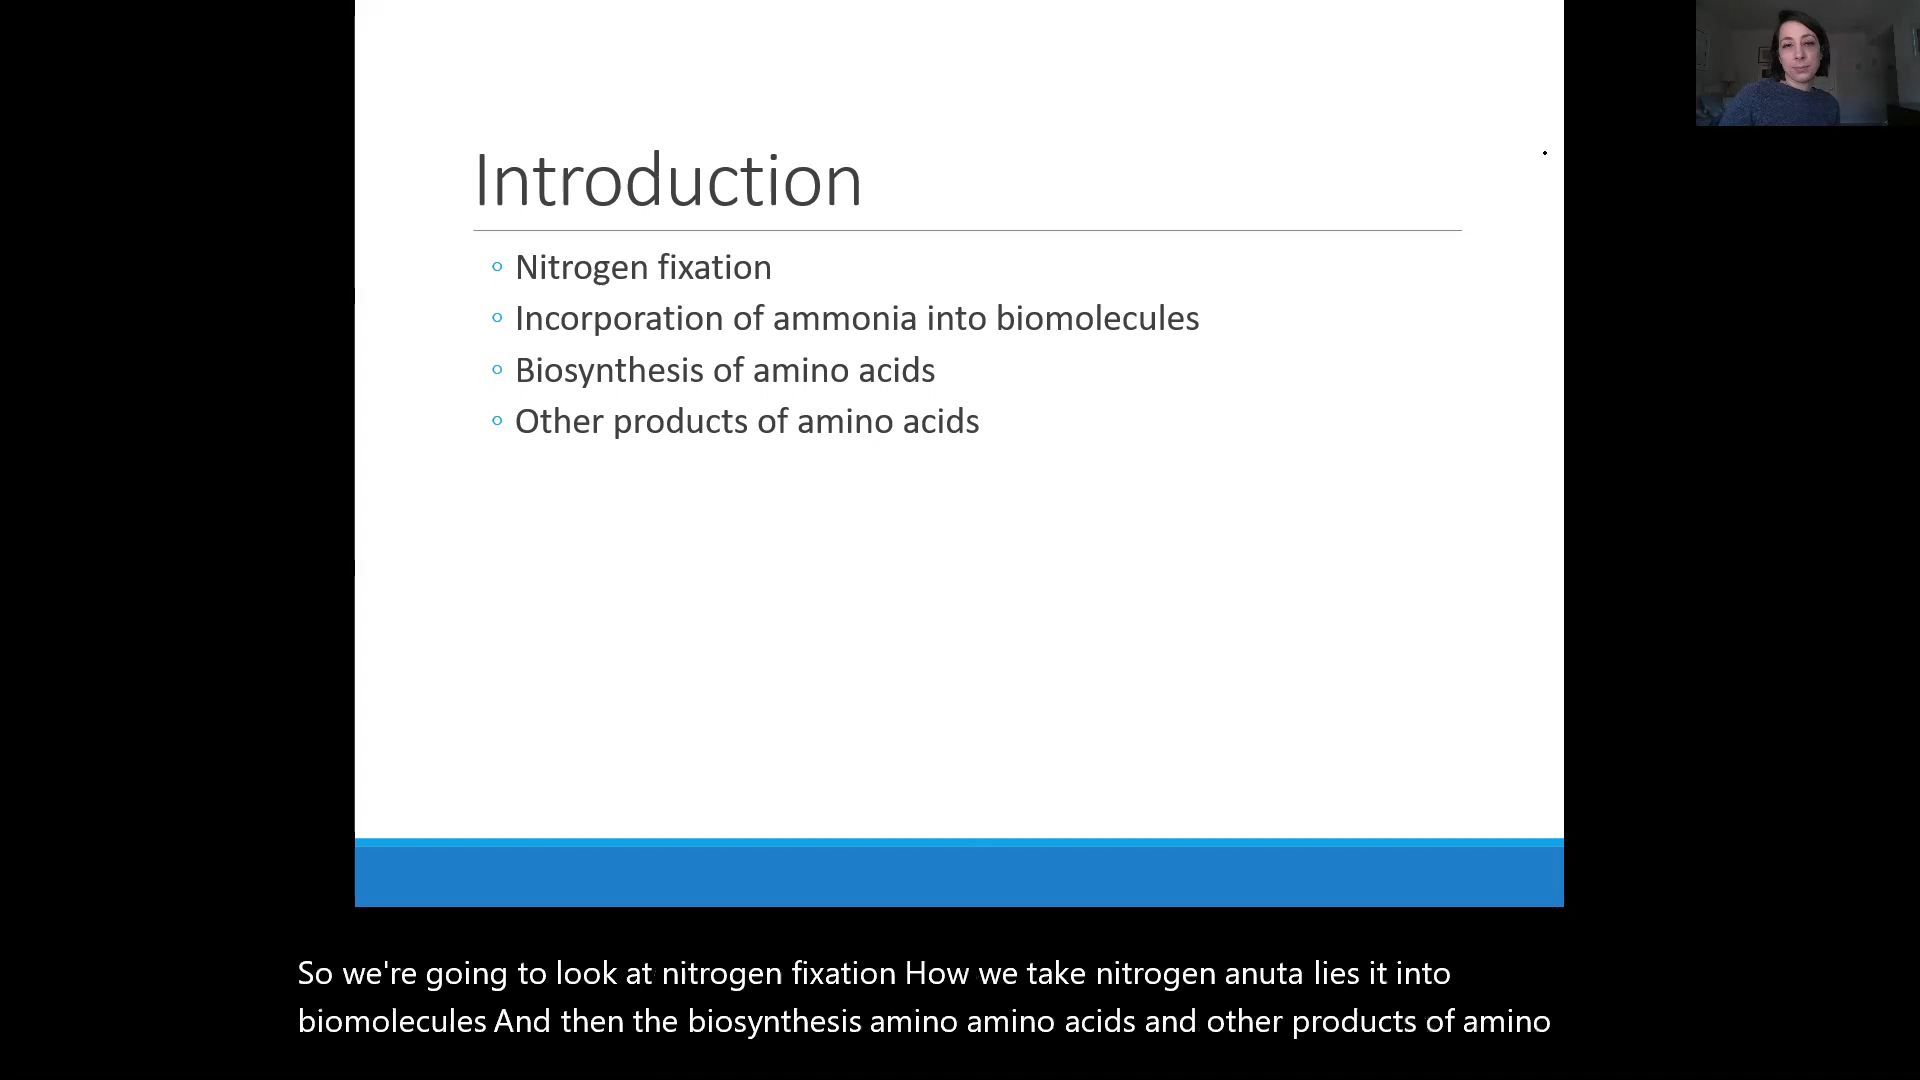 Introduction
Nitrogen fixation
Incorporation of ammonia into biomolecules
Biosynthesis of amino acids
Other products of amino acids
So we're going to look at nitrogen fixation How we take nitrogen anuta lies it into
biomolecules And then the biosynthesis amino amino acids and other products of amino